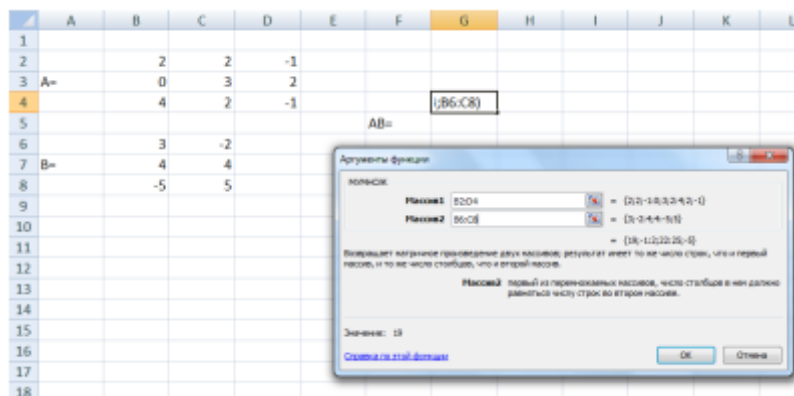 A B C D E F G H I J K L
1
2 2 2 -1
3 A= 0 3 2
4 4 2 -1 i;B6:C8)
5 AB=
6 3 -2
7 B= 4 4
8 -5 5
9
10
11
12
13
14
15
16
17
18
Аргументы функции
Массив1 B2:D4 = {2;2;-1:0;3;2:4;2;-1}
Массив2 B6:C8 = {3;-2:4;4:-5;5}
= {19;-1:2;22:25;-5}
Возвращает матричное произведение двух массивов; результат имеет то же число строк, что и первый
массив, и то же число столбцов, что и второй массив.
Массив2 первый из перемножаемых массивов, число столбцов в нем должно
равняться числу строк во втором массиве.
Значение: 19
Справка по этой функции ОК Отмена